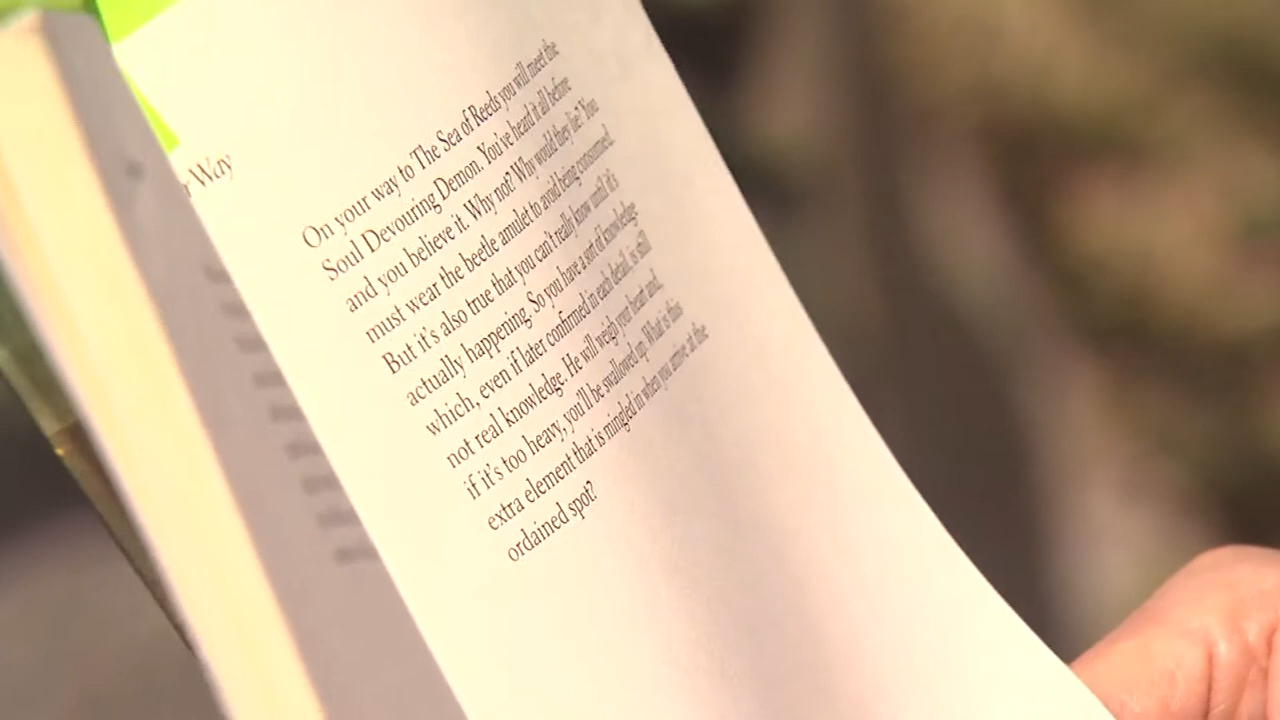 r Way
On your way to The Sea of Reeds you will meet the
Soul Devouring Demon. You've heard it all before
and you believe it. Why not? Why would they lie? You
must wear the beetle amulet to avoid being consumed.
But it's also true that you can't really know until it's
actually happening. So you have a sort of knowledge
which, even if later confirmed in each detail, is still
not real knowledge. He will weigh your heart and,
if it's too heavy, you'll be swallowed up. What is this
extra element that is mingled in when you arrive at the
ordained spot?